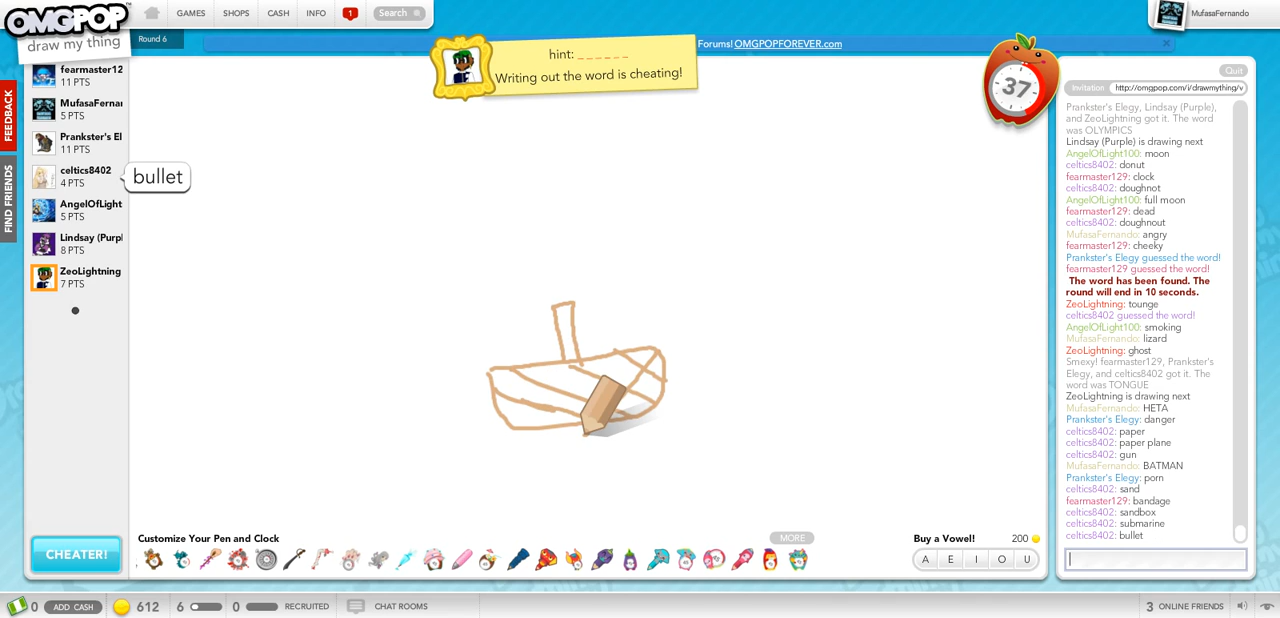 OMGPOP™
draw my thing
GAMES
SHOPS
CASH
INFO
1
Search
MufasaFernando
Round 6
Forums! OMGPOPFOREVER.com
hint: _ _ _ _ _ _
Writing out the word is cheating!
37
FEEDBACK
FIND FRIENDS
fearmaster12
11 PTS
MufasaFernan
5 PTS
Prankster's El
11 PTS
celtics8402
4 PTS
AngelOfLight
5 PTS
Lindsay (Purpl
8 PTS
ZeoLightning
7 PTS
bullet
CHEATER!
Customize Your Pen and Clock
MORE
Buy a Vowel!
200
A E I O U
Quit
Invitation
http://omgpop.com/i/drawmything/v
Prankster's Elegy, Lindsay (Purple),
and ZeoLightning got it. The word
was OLYMPICS
Lindsay (Purple) is drawing next
AngelOfLight100: moon
celtics8402: donut
fearmaster129: clock
celtics8402: doughnot
AngelOfLight100: full moon
fearmaster129: dead
celtics8402: doughnout
MufasaFernando: angry
fearmaster129: cheeky
Prankster's Elegy guessed the word!
fearmaster129 guessed the word!
The word has been found. The
round will end in 10 seconds.
ZeoLightning: tounge
celtics8402 guessed the word!
AngelOfLight100: smoking
MufasaFernando: lizard
ZeoLightning: ghost
Smexy! fearmaster129, Prankster's
Elegy, and celtics8402 got it. The
word was TONGUE
ZeoLightning is drawing next
MufasaFernando: HETA
Prankster's Elegy: danger
celtics8402: paper
celtics8402: paper plane
celtics8402: gun
MufasaFernando: BATMAN
Prankster's Elegy: porn
celtics8402: sand
fearmaster129: bandage
celtics8402: sandbox
celtics8402: submarine
celtics8402: bullet
0
ADD CASH
612
6
0
RECRUITED
CHAT ROOMS
3 ONLINE FRIENDS